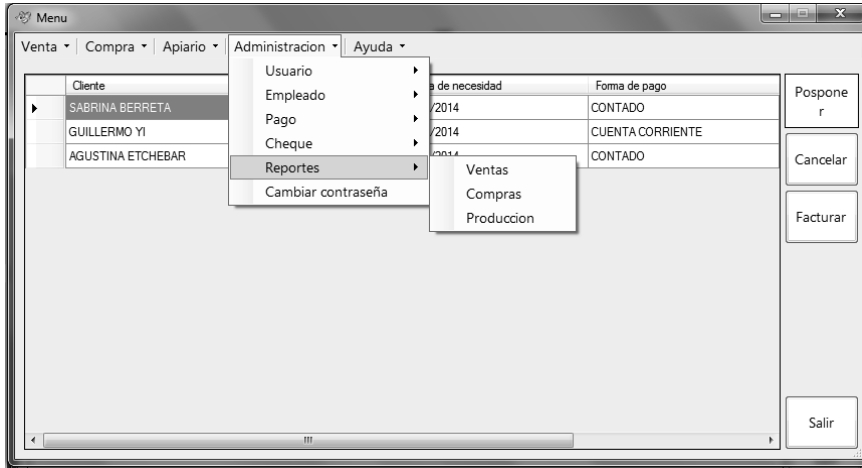 Menu
Venta Compra Apiario Administracion Ayuda
Cliente de necesidad Forma de pago
SABRINA BERRETA /2014 CONTADO
GUILLERMO YI /2014 CUENTA CORRIENTE
AGUSTINA ETCHEBAR /2014 CONTADO
Usuario
Empleado
Pago
Cheque
Reportes
Cambiar contraseña
Ventas
Compras
Produccion
Pospone
r
Cancelar
Facturar
Salir